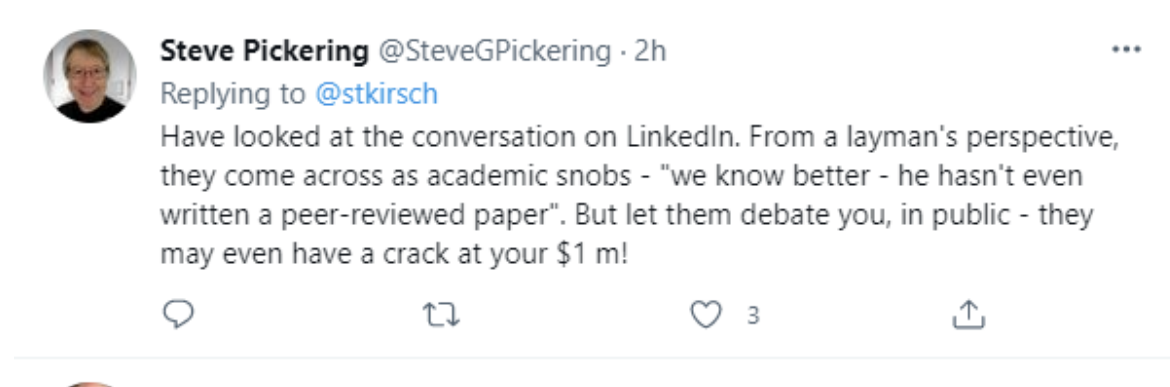 Steve Pickering @SteveGPickering · 2h
Replying to @stkirsch
Have looked at the conversation on LinkedIn. From a layman's perspective,
they come across as academic snobs - "we know better - he hasn't even
written a peer-reviewed paper". But let them debate you, in public - they
may even have a crack at your $1 m!
3